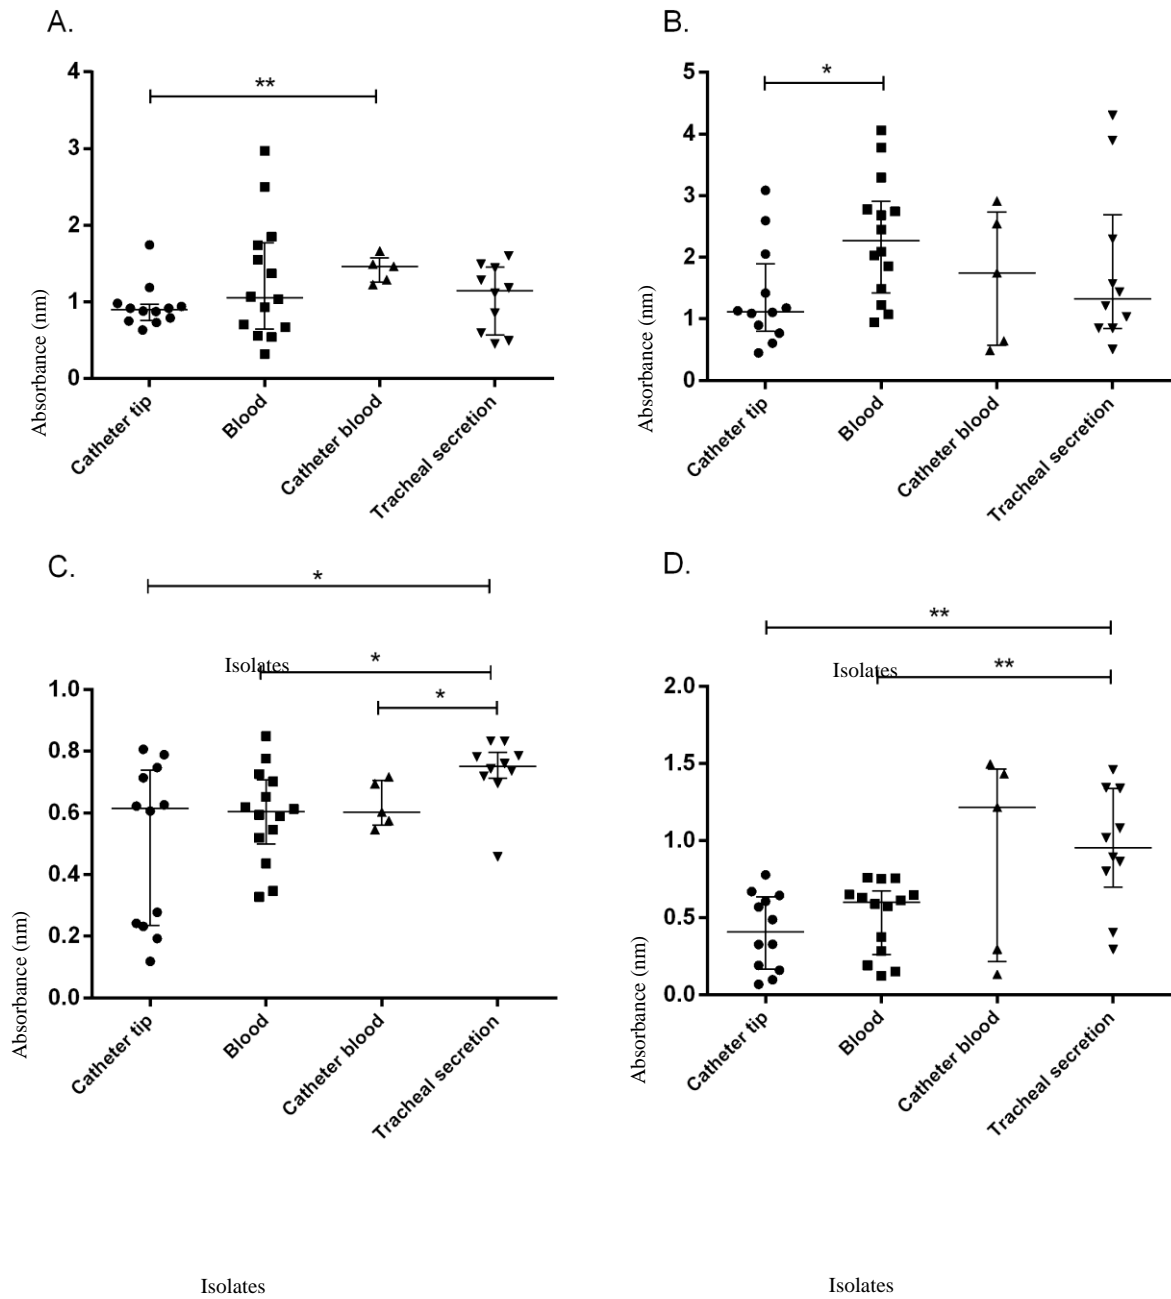 A.
**
4
3
2
1
0
Absorbance (nm)
Catheter tip
Blood
Catheter blood
Tracheal secretion
Isolates
B.
*
5
4
3
2
1
0
Absorbance (nm)
Catheter tip
Blood
Catheter blood
Tracheal secretion
Isolates
C.
*
*
*
1.0
0.8
0.6
0.4
0.2
0.0
Absorbance (nm)
Catheter tip
Blood
Catheter blood
Tracheal secretion
Isolates
D.
**
**
2.0
1.5
1.0
0.5
0.0
Absorbance (nm)
Catheter tip
Blood
Catheter blood
Tracheal secretion
Isolates